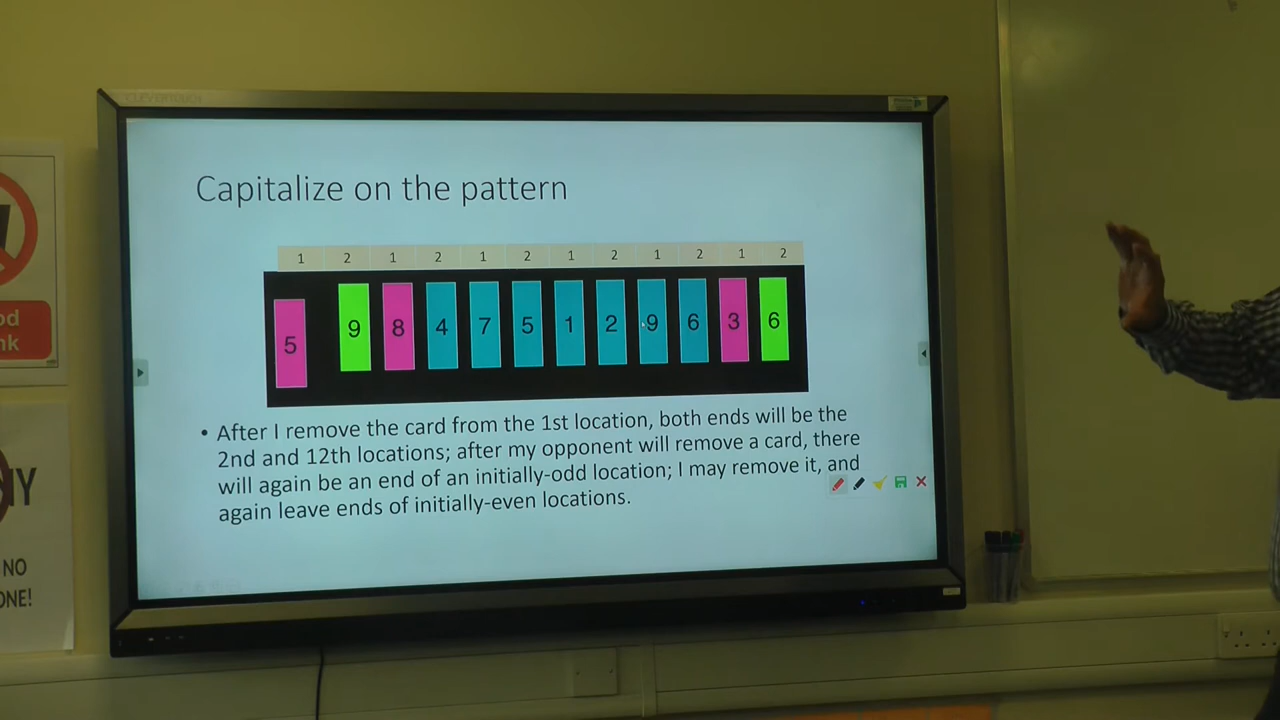 CLEVERTOUCH
Capitalize on the pattern
1 2 1 2 1 2 1 2 1 2 1 2
5 9 8 4 7 5 1 2 9 6 3 6
• After I remove the card from the 1st location, both ends will be the
2nd and 12th locations; after my opponent will remove a card, there
will again be an end of an initially-odd location; I may remove it, and
again leave ends of initially-even locations.
NO